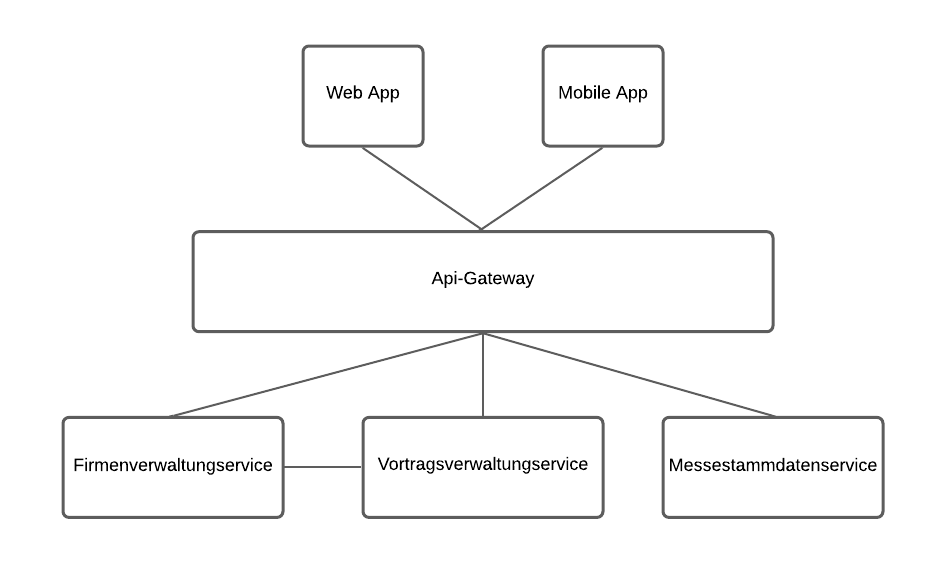 Web App
Mobile App
Api-Gateway
Firmenverwaltungservice
Vortragsverwaltungservice
Messestammdatenservice